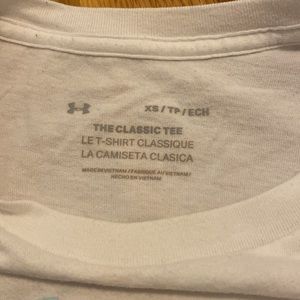 XS / TP / ECH
THE CLASSIC TEE
LE T-SHIRT CLASSIQUE
LA CAMISETA CLASICA
MADE IN VIETNAM / FABRIQUÉ AU VIETNAM /
HECHO EN VIETNAM